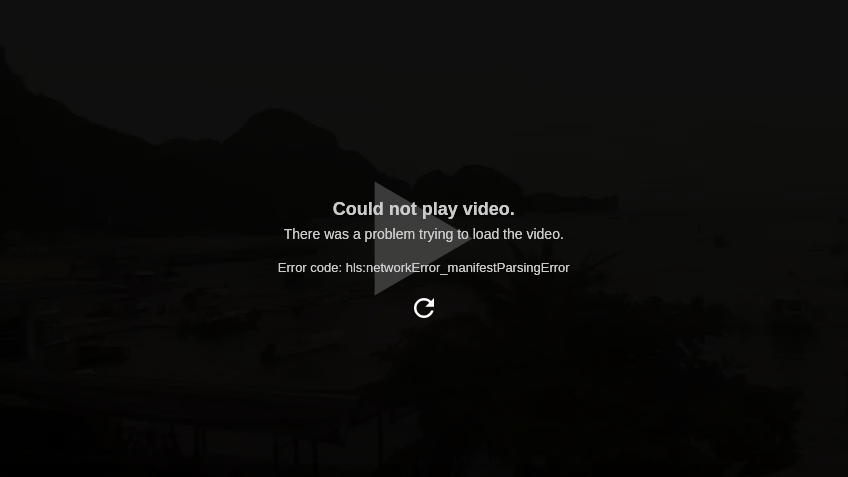 Could not play video.
There was a problem trying to load the video.
Error code: hls:networkError_manifestParsingError